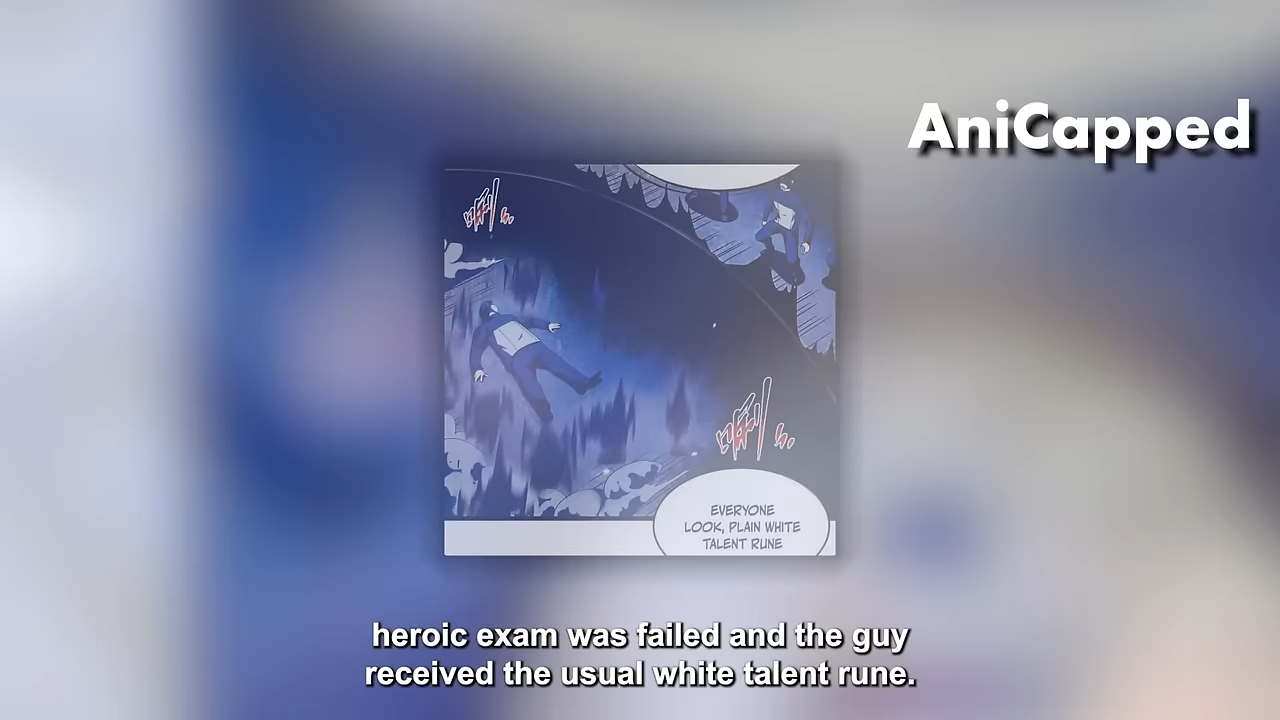 AniCapped
EVERYONE
LOOK, PLAIN WHITE
TALENT RUNE
heroic exam was failed and the guy
received the usual white talent rune.